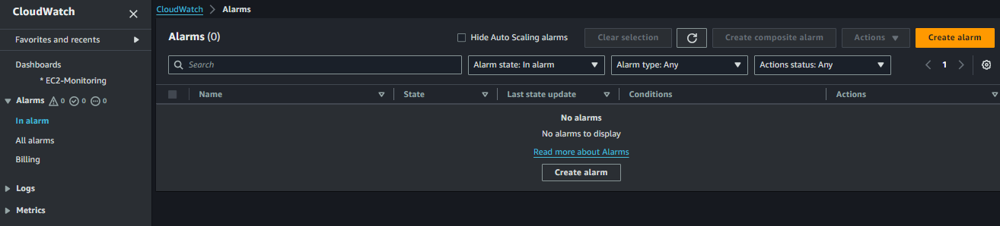 CloudWatch
Favorites and recents
Dashboards
* EC2-Monitoring
Alarms 0 0 0
In alarm
All alarms
Billing
Logs
Metrics
CloudWatch > Alarms
Alarms (0)
Hide Auto Scaling alarms
Clear selection
Create composite alarm
Actions
Create alarm
Search
Alarm state: In alarm
Alarm type: Any
Actions status: Any
1
Name State Last state update Conditions Actions
No alarms
No alarms to display
Read more about Alarms
Create alarm